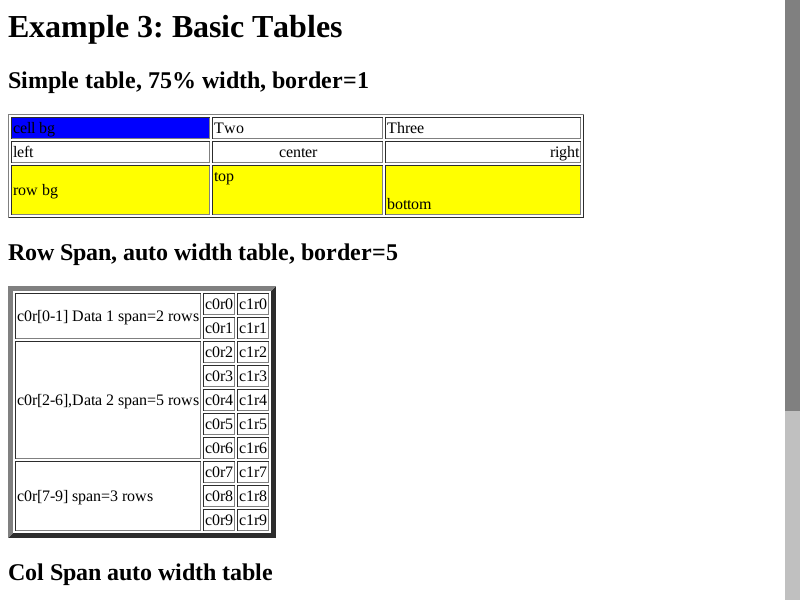 Example 3: Basic Tables
Simple table, 75% width, border=1
cell bg Two Three
left center right
row bg top bottom
Row Span, auto width table, border=5
c0r[0-1] Data 1 span=2 rows c0r0 c1r0
c0r1 c1r1
c0r[2-6],Data 2 span=5 rows c0r2 c1r2
c0r3 c1r3
c0r4 c1r4
c0r5 c1r5
c0r6 c1r6
c0r[7-9] span=3 rows c0r7 c1r7
c0r8 c1r8
c0r9 c1r9
Col Span auto width table